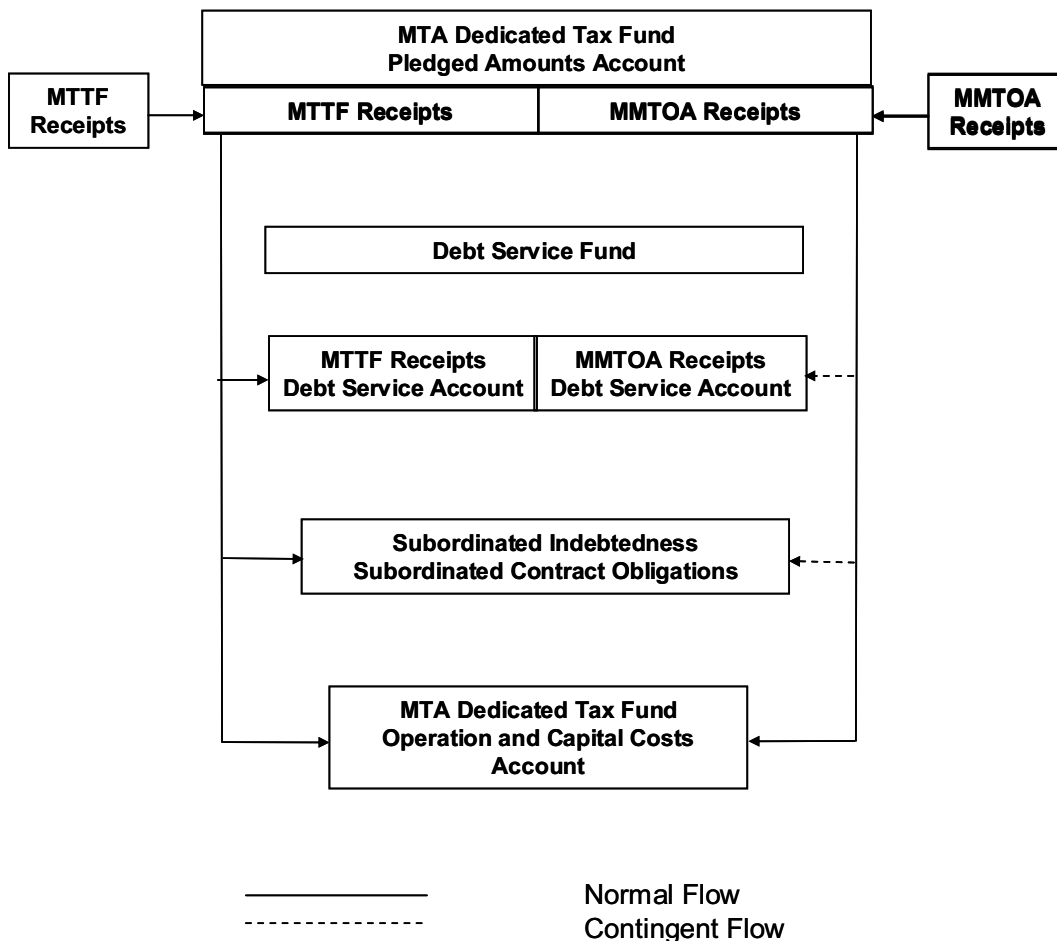 MTA Dedicated Tax Fund
Pledged Amounts Account
MTTF
Receipts
MTTF Receipts
MMTOA Receipts
MMTOA
Receipts
Debt Service Fund
MTTF Receipts
Debt Service Account
MMTOA Receipts
Debt Service Account
Subordinated Indebtedness
Subordinated Contract Obligations
MTA Dedicated Tax Fund
Operation and Capital Costs
Account
Normal Flow
Contingent Flow